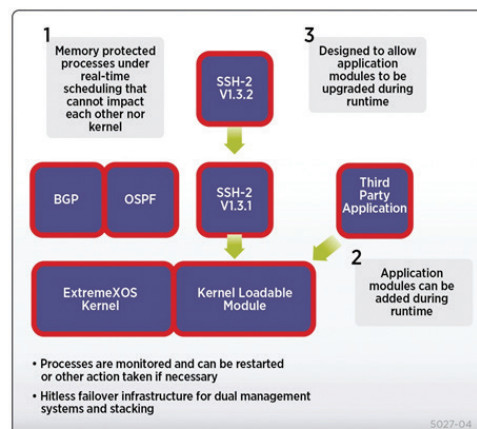 1
Memory protected
processes under
real-time
scheduling that
cannot impact
each other nor
kernel
SSH-2
V1.3.2
3
Designed to allow
application
modules to be
upgraded during
runtime
BGP
OSPF
SSH-2
V1.3.1
Third
Party
Application
2
Application
modules can be
added during
runtime
ExtremeXOS
Kernel
Kernel Loadable
Module
• Processes are monitored and can be restarted
or other action taken if necessary
• Hitless failover infrastructure for dual management
systems and stacking
5027-04